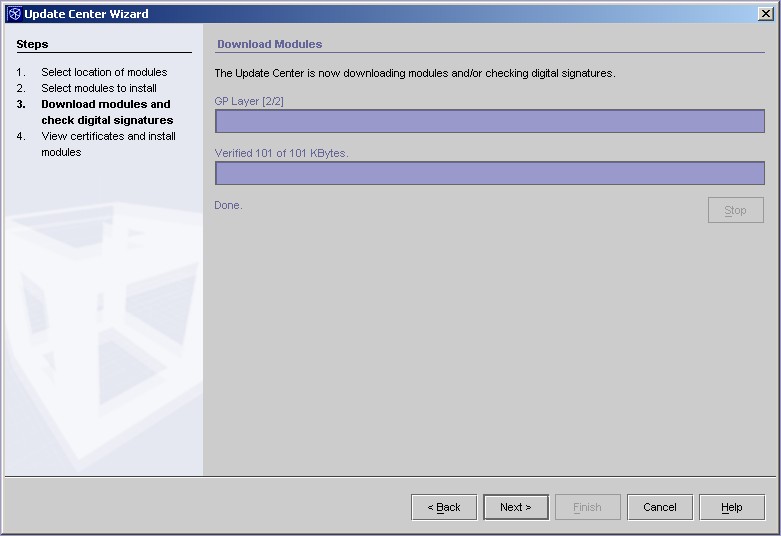 Update Center Wizard
Steps
1. Select location of modules
2. Select modules to install
3. Download modules and
check digital signatures
4. View certificates and install
modules
Download Modules
The Update Center is now downloading modules and/or checking digital signatures.
GP Layer [2/2]
Verified 101 of 101 KBytes.
Done.
Stop
< Back
Next >
Finish
Cancel
Help